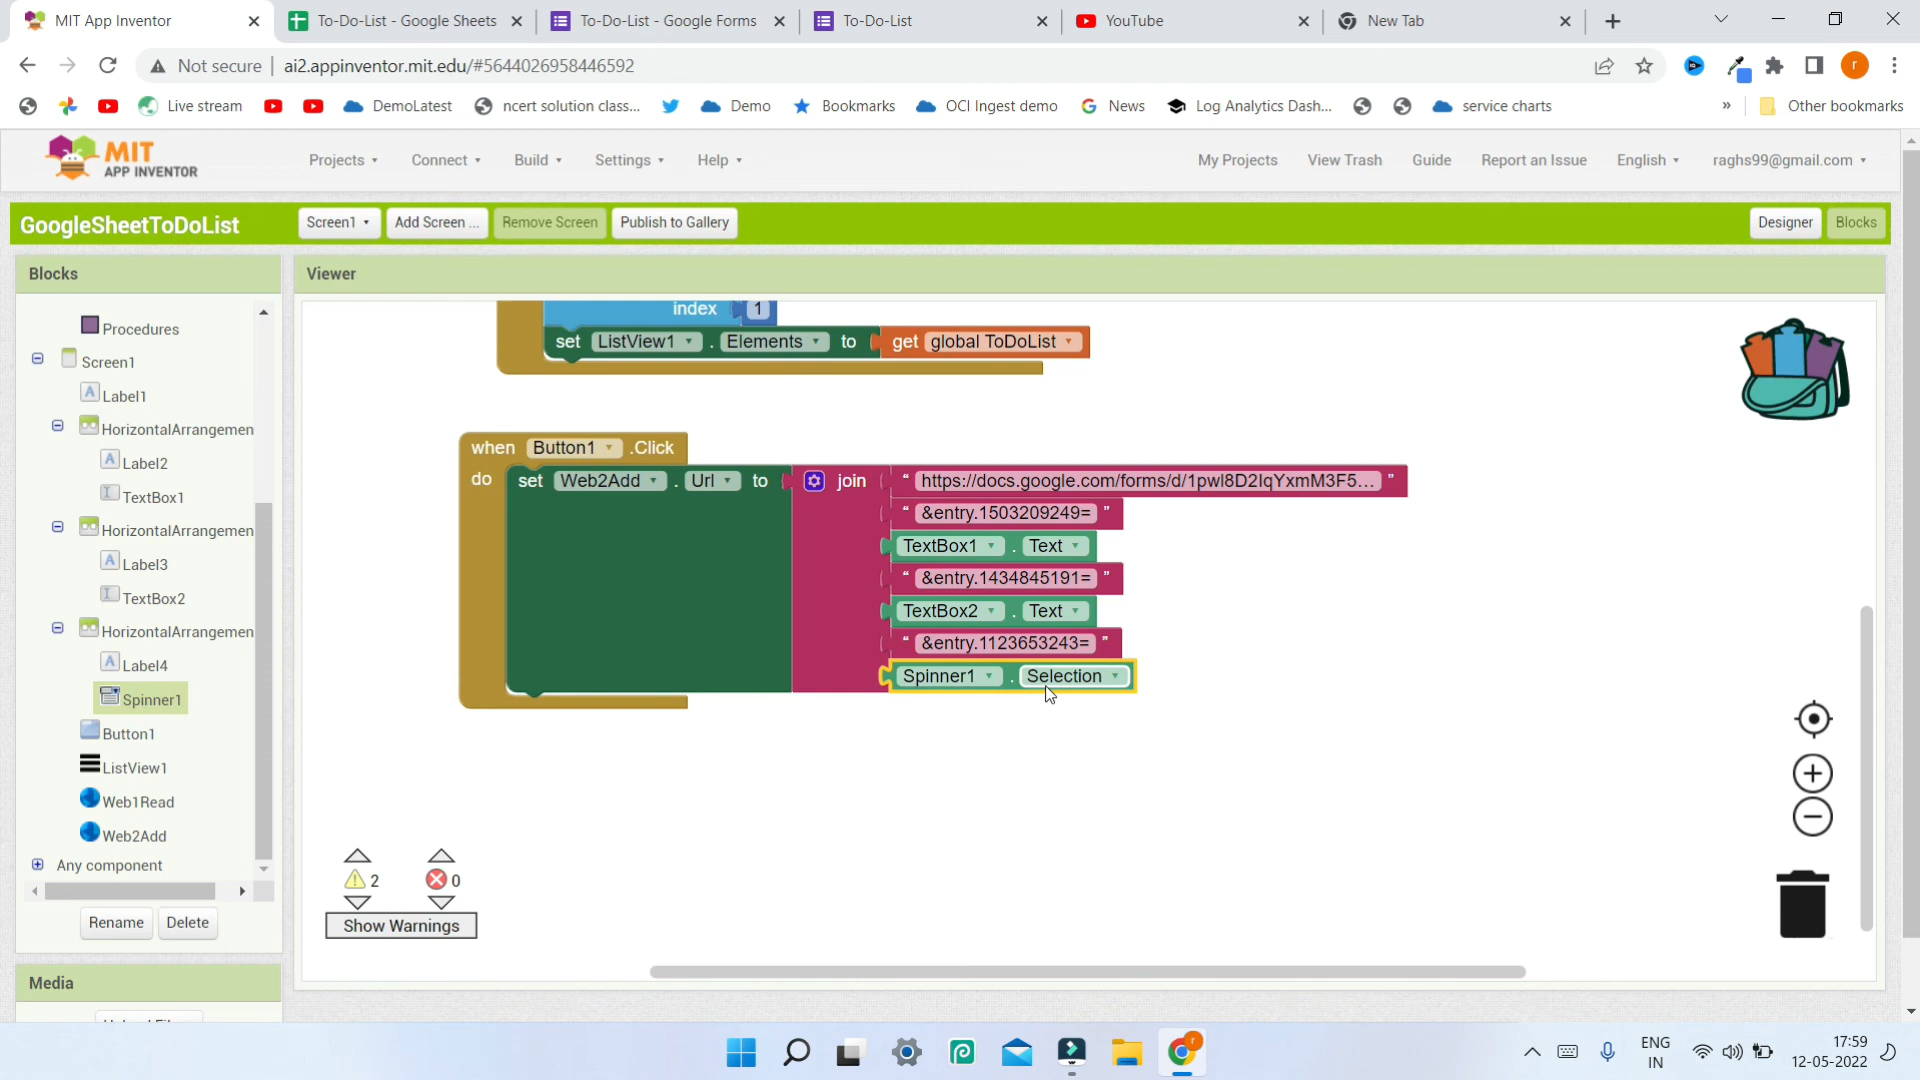 MIT App Inventor
To-Do-List - Google Sheets
To-Do-List - Google Forms
To-Do-List
YouTube
New Tab
Not secure
ai2.appinventor.mit.edu/#5644026958446592
r
Live stream
DemoLatest
ncert solution class...
Demo
Bookmarks
OCI Ingest demo
News
Log Analytics Dash...
service charts
»
Other bookmarks
MIT
APP INVENTOR
Projects
Connect
Build
Settings
Help
My Projects
View Trash
Guide
Report an Issue
English
raghs99@gmail.com
GoogleSheetToDoList
Screen1
Add Screen ...
Remove Screen
Publish to Gallery
Designer
Blocks
Blocks
Viewer
Procedures
Screen1
Label1
HorizontalArrangemen
Label2
TextBox1
HorizontalArrangemen
Label3
TextBox2
HorizontalArrangemen
Label4
Spinner1
Button1
ListView1
Web1Read
Web2Add
Any component
Rename
Delete
Media
index 1
set ListView1 . Elements to get global ToDoList
when Button1 .Click
do set Web2Add . Url to join “ https://docs.google.com/forms/d/1pwl8D2IqYxmM3F5... ”
“ &entry.1503209249= ”
TextBox1 . Text
“ &entry.1434845191= ”
TextBox2 . Text
“ &entry.1123653243= ”
Spinner1 . Selection
2
0
Show Warnings
ENG
IN
17:59
12-05-2022